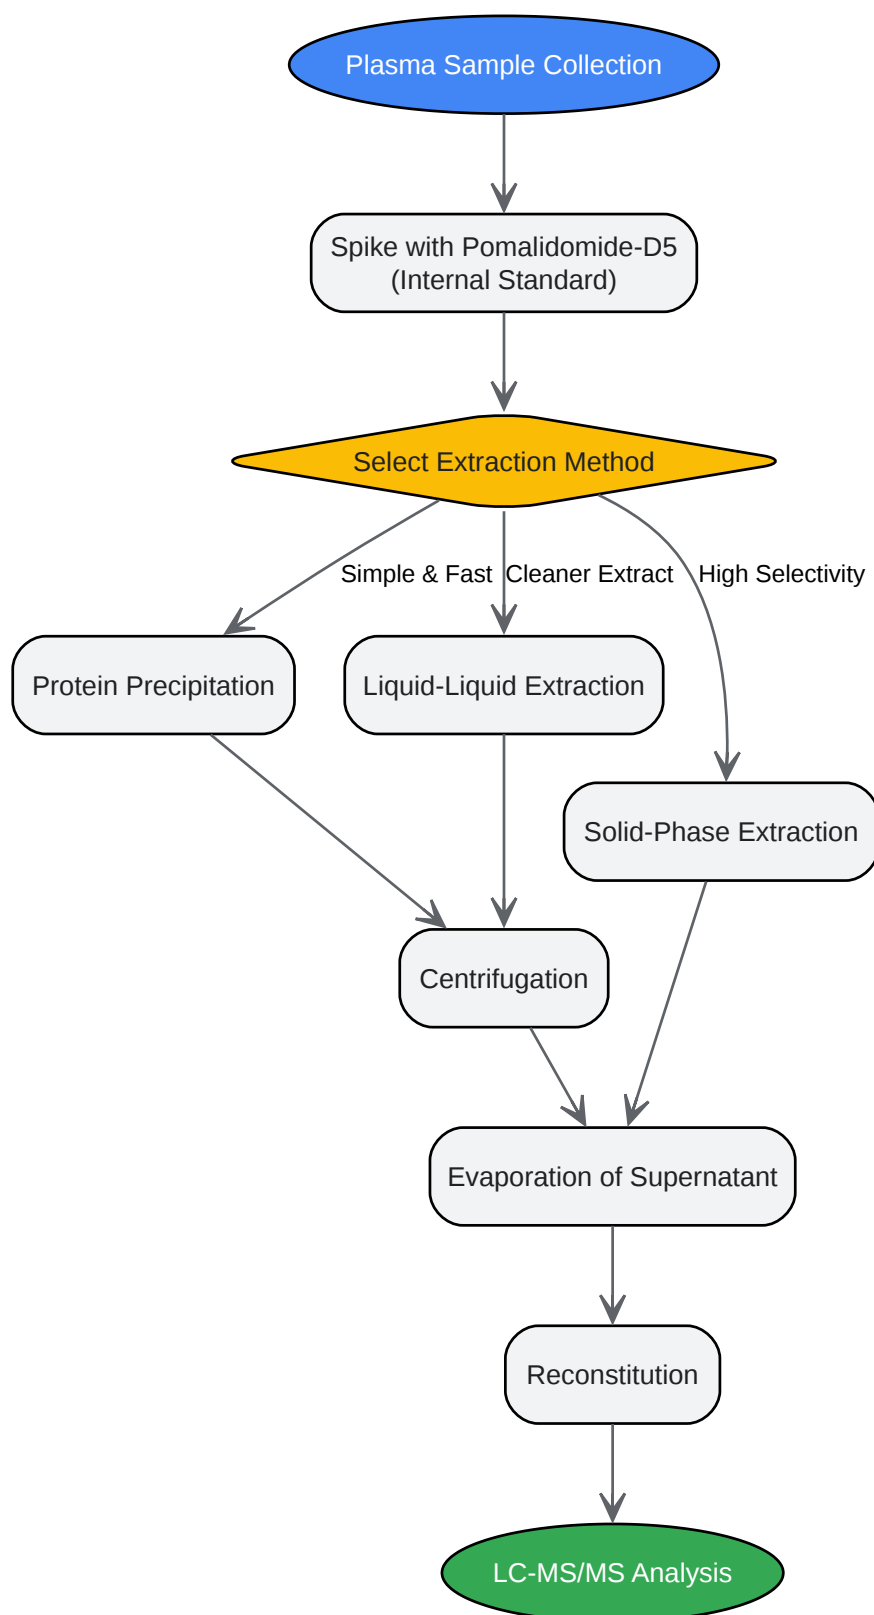 Plasma Sample Collection
Spike with Pomalidomide-D5
(Internal Standard)
Select Extraction Method
Simple & Fast
Cleaner Extract
High Selectivity
Protein Precipitation
Liquid-Liquid Extraction
Solid-Phase Extraction
Centrifugation
Evaporation of Supernatant
Reconstitution
LC-MS/MS Analysis